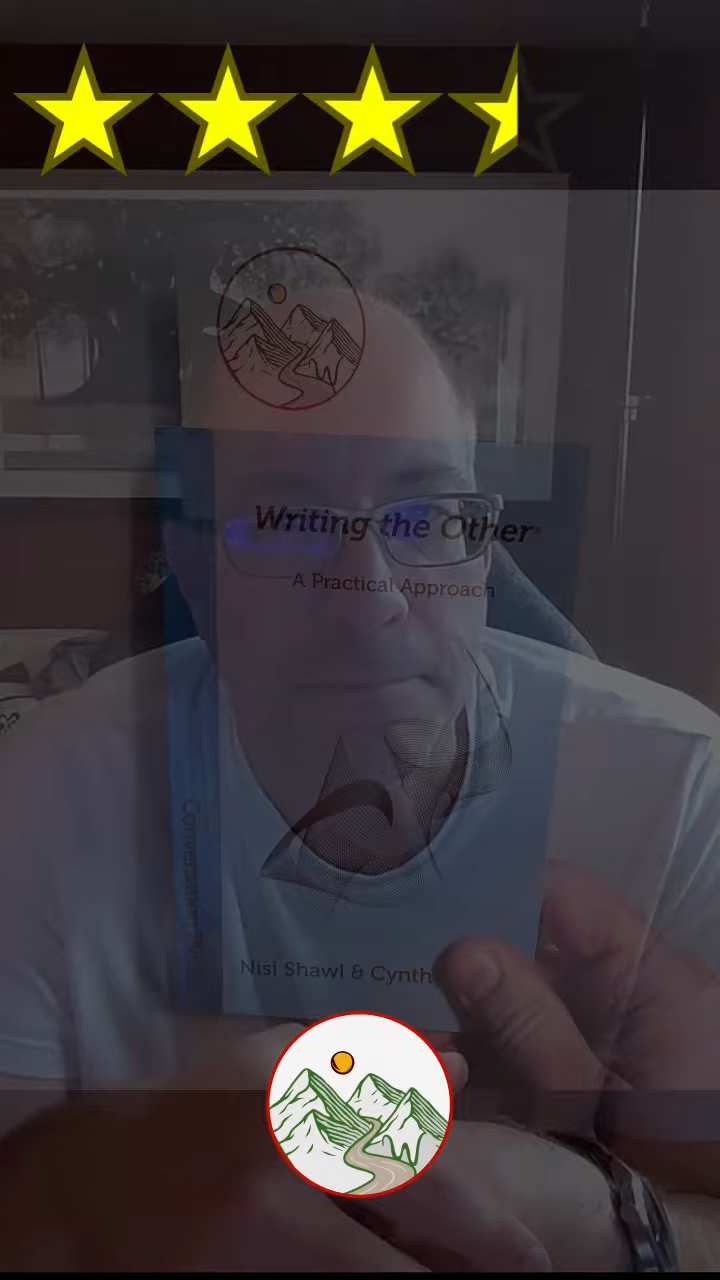 Writing the Other
A Practical Approach
Nisi Shawl & Cynth